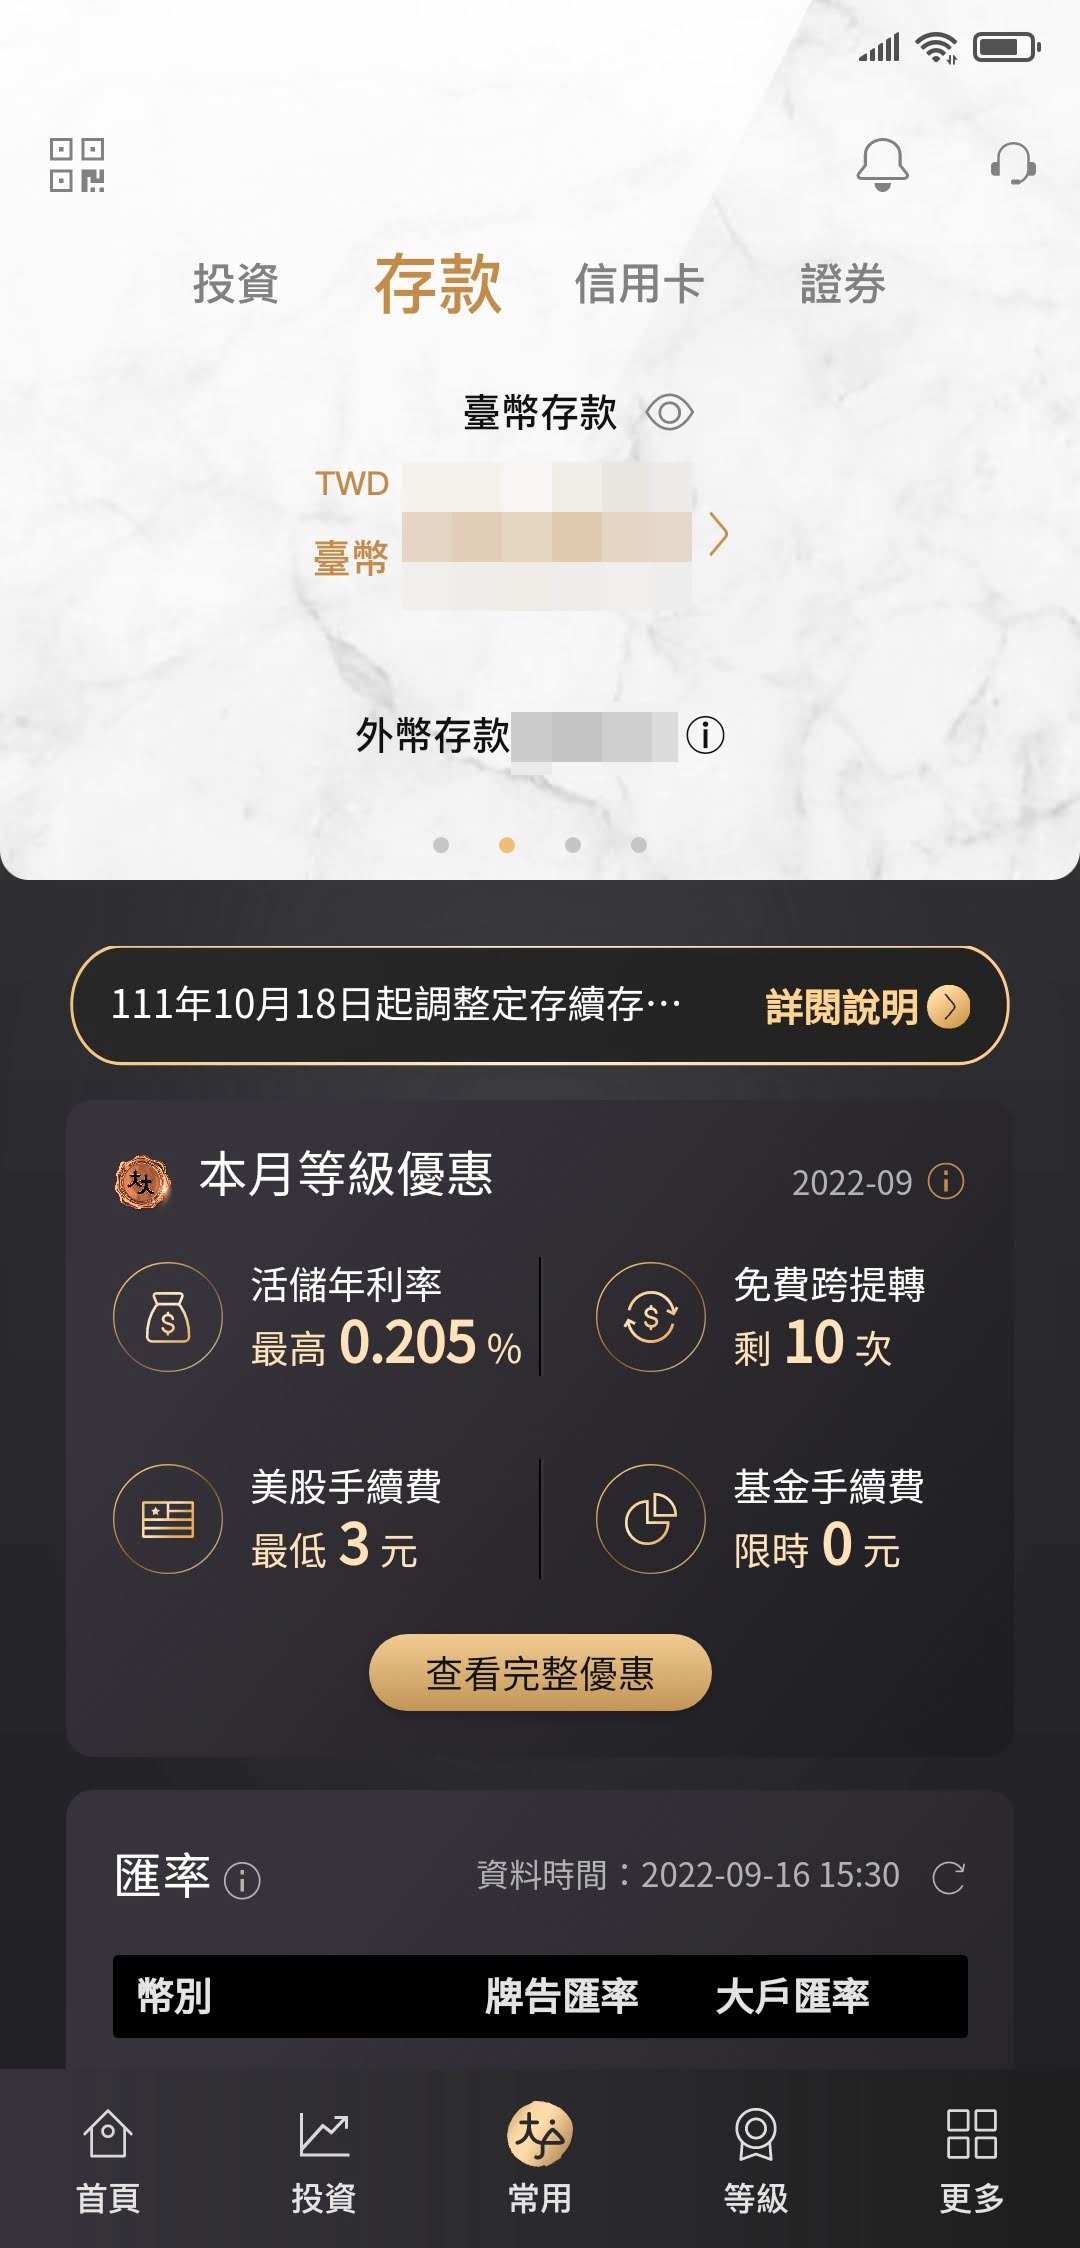 投資 存款 信用卡 證券
臺幣存款
TWD
臺幣
外幣存款
111年10月18日起調整定存續存⋯
詳閱說明
本月等級優惠
2022-09
活儲年利率
最高 0.205 %
免費跨提轉
剩 10 次
美股手續費
最低 3 元
基金手續費
限時 0 元
查看完整優惠
匯率
資料時間：2022-09-16 15:30
幣別 牌告匯率 大戶匯率
首頁 投資 常用 等級 更多